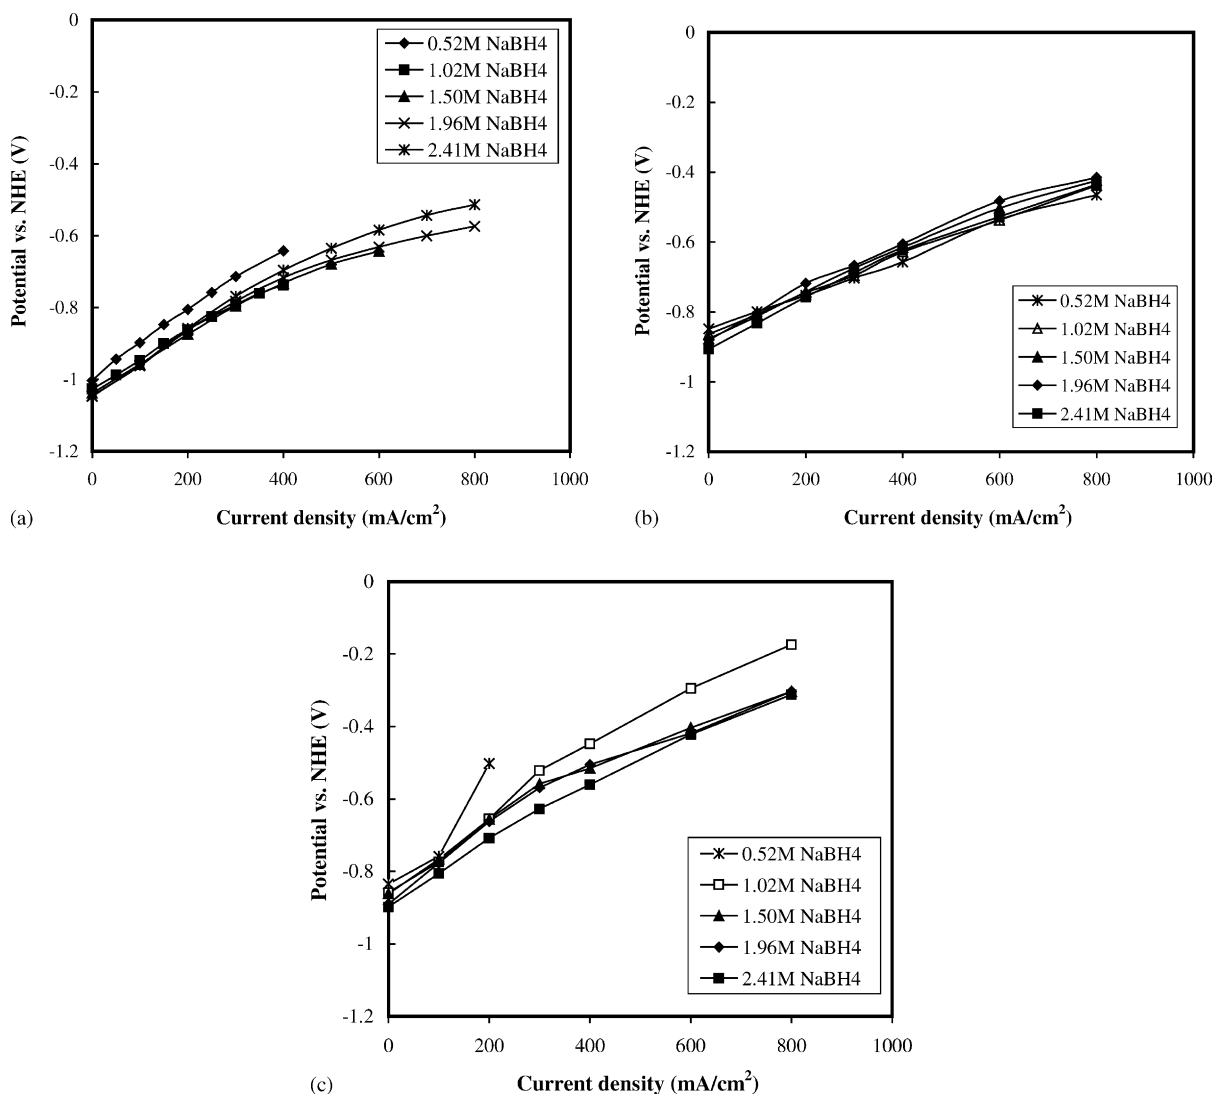 0
-0.2
-0.4
-0.6
-0.8
-1
-1.2
Potential vs. NHE (V)
0.52M NaBH4
1.02M NaBH4
1.50M NaBH4
1.96M NaBH4
2.41M NaBH4
0 200 400 600 800 1000
(a) Current density (mA/cm²)
0
-0.2
-0.4
-0.6
-0.8
-1
-1.2
Potential vs. NHE (V)
0.52M NaBH4
1.02M NaBH4
1.50M NaBH4
1.96M NaBH4
2.41M NaBH4
0 200 400 600 800 1000
(b) Current density (mA/cm²)
0
-0.2
-0.4
-0.6
-0.8
-1
-1.2
Potential vs. NHE (V)
0.52M NaBH4
1.02M NaBH4
1.50M NaBH4
1.96M NaBH4
2.41M NaBH4
0 200 400 600 800 1000
(c) Current density (mA/cm²)